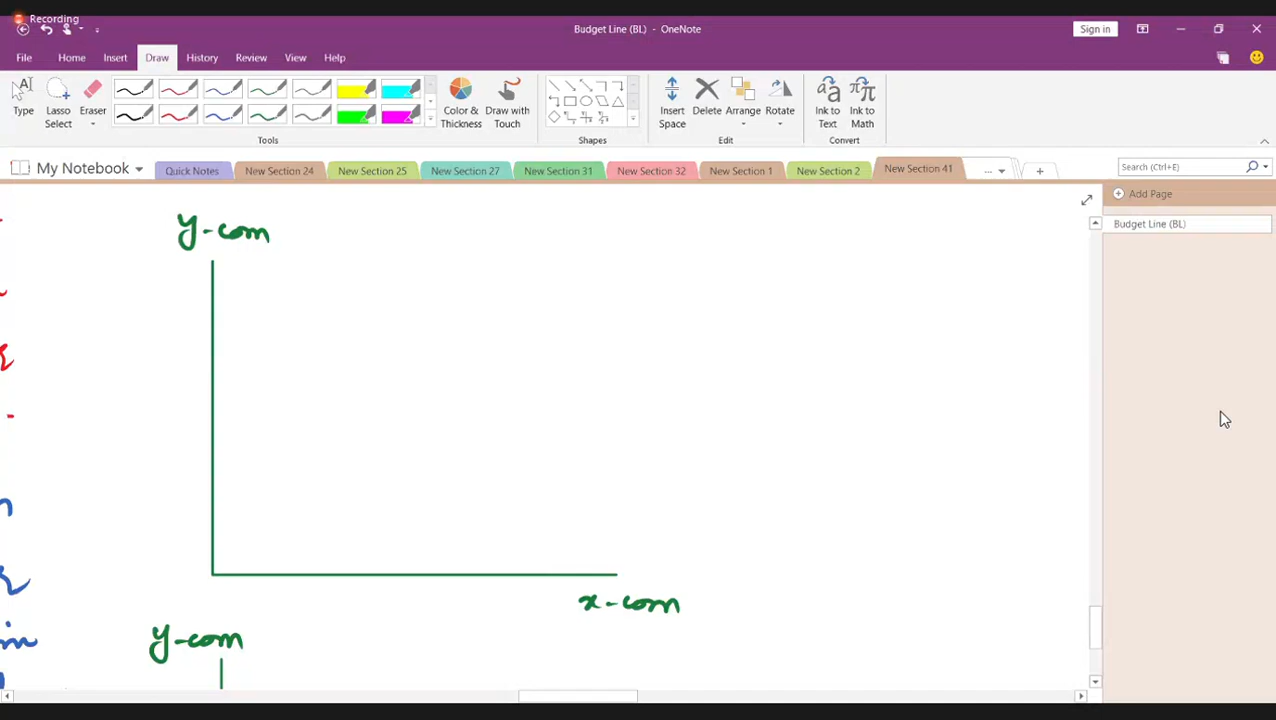 Recording
Budget Line (BL) - OneNote
Sign in
File Home Insert Draw History Review View Help
Type
Lasso Select
Eraser
Color & Thickness
Draw with Touch
Insert Space
Delete
Arrange
Rotate
Ink to Text
Ink to Math
Tools
Shapes
Edit
Convert
My Notebook
Quick Notes
New Section 24
New Section 25
New Section 27
New Section 31
New Section 32
New Section 1
New Section 2
New Section 41
...
+
Search (Ctrl+E)
Add Page
Budget Line (BL)
y-com
x-com
y-com